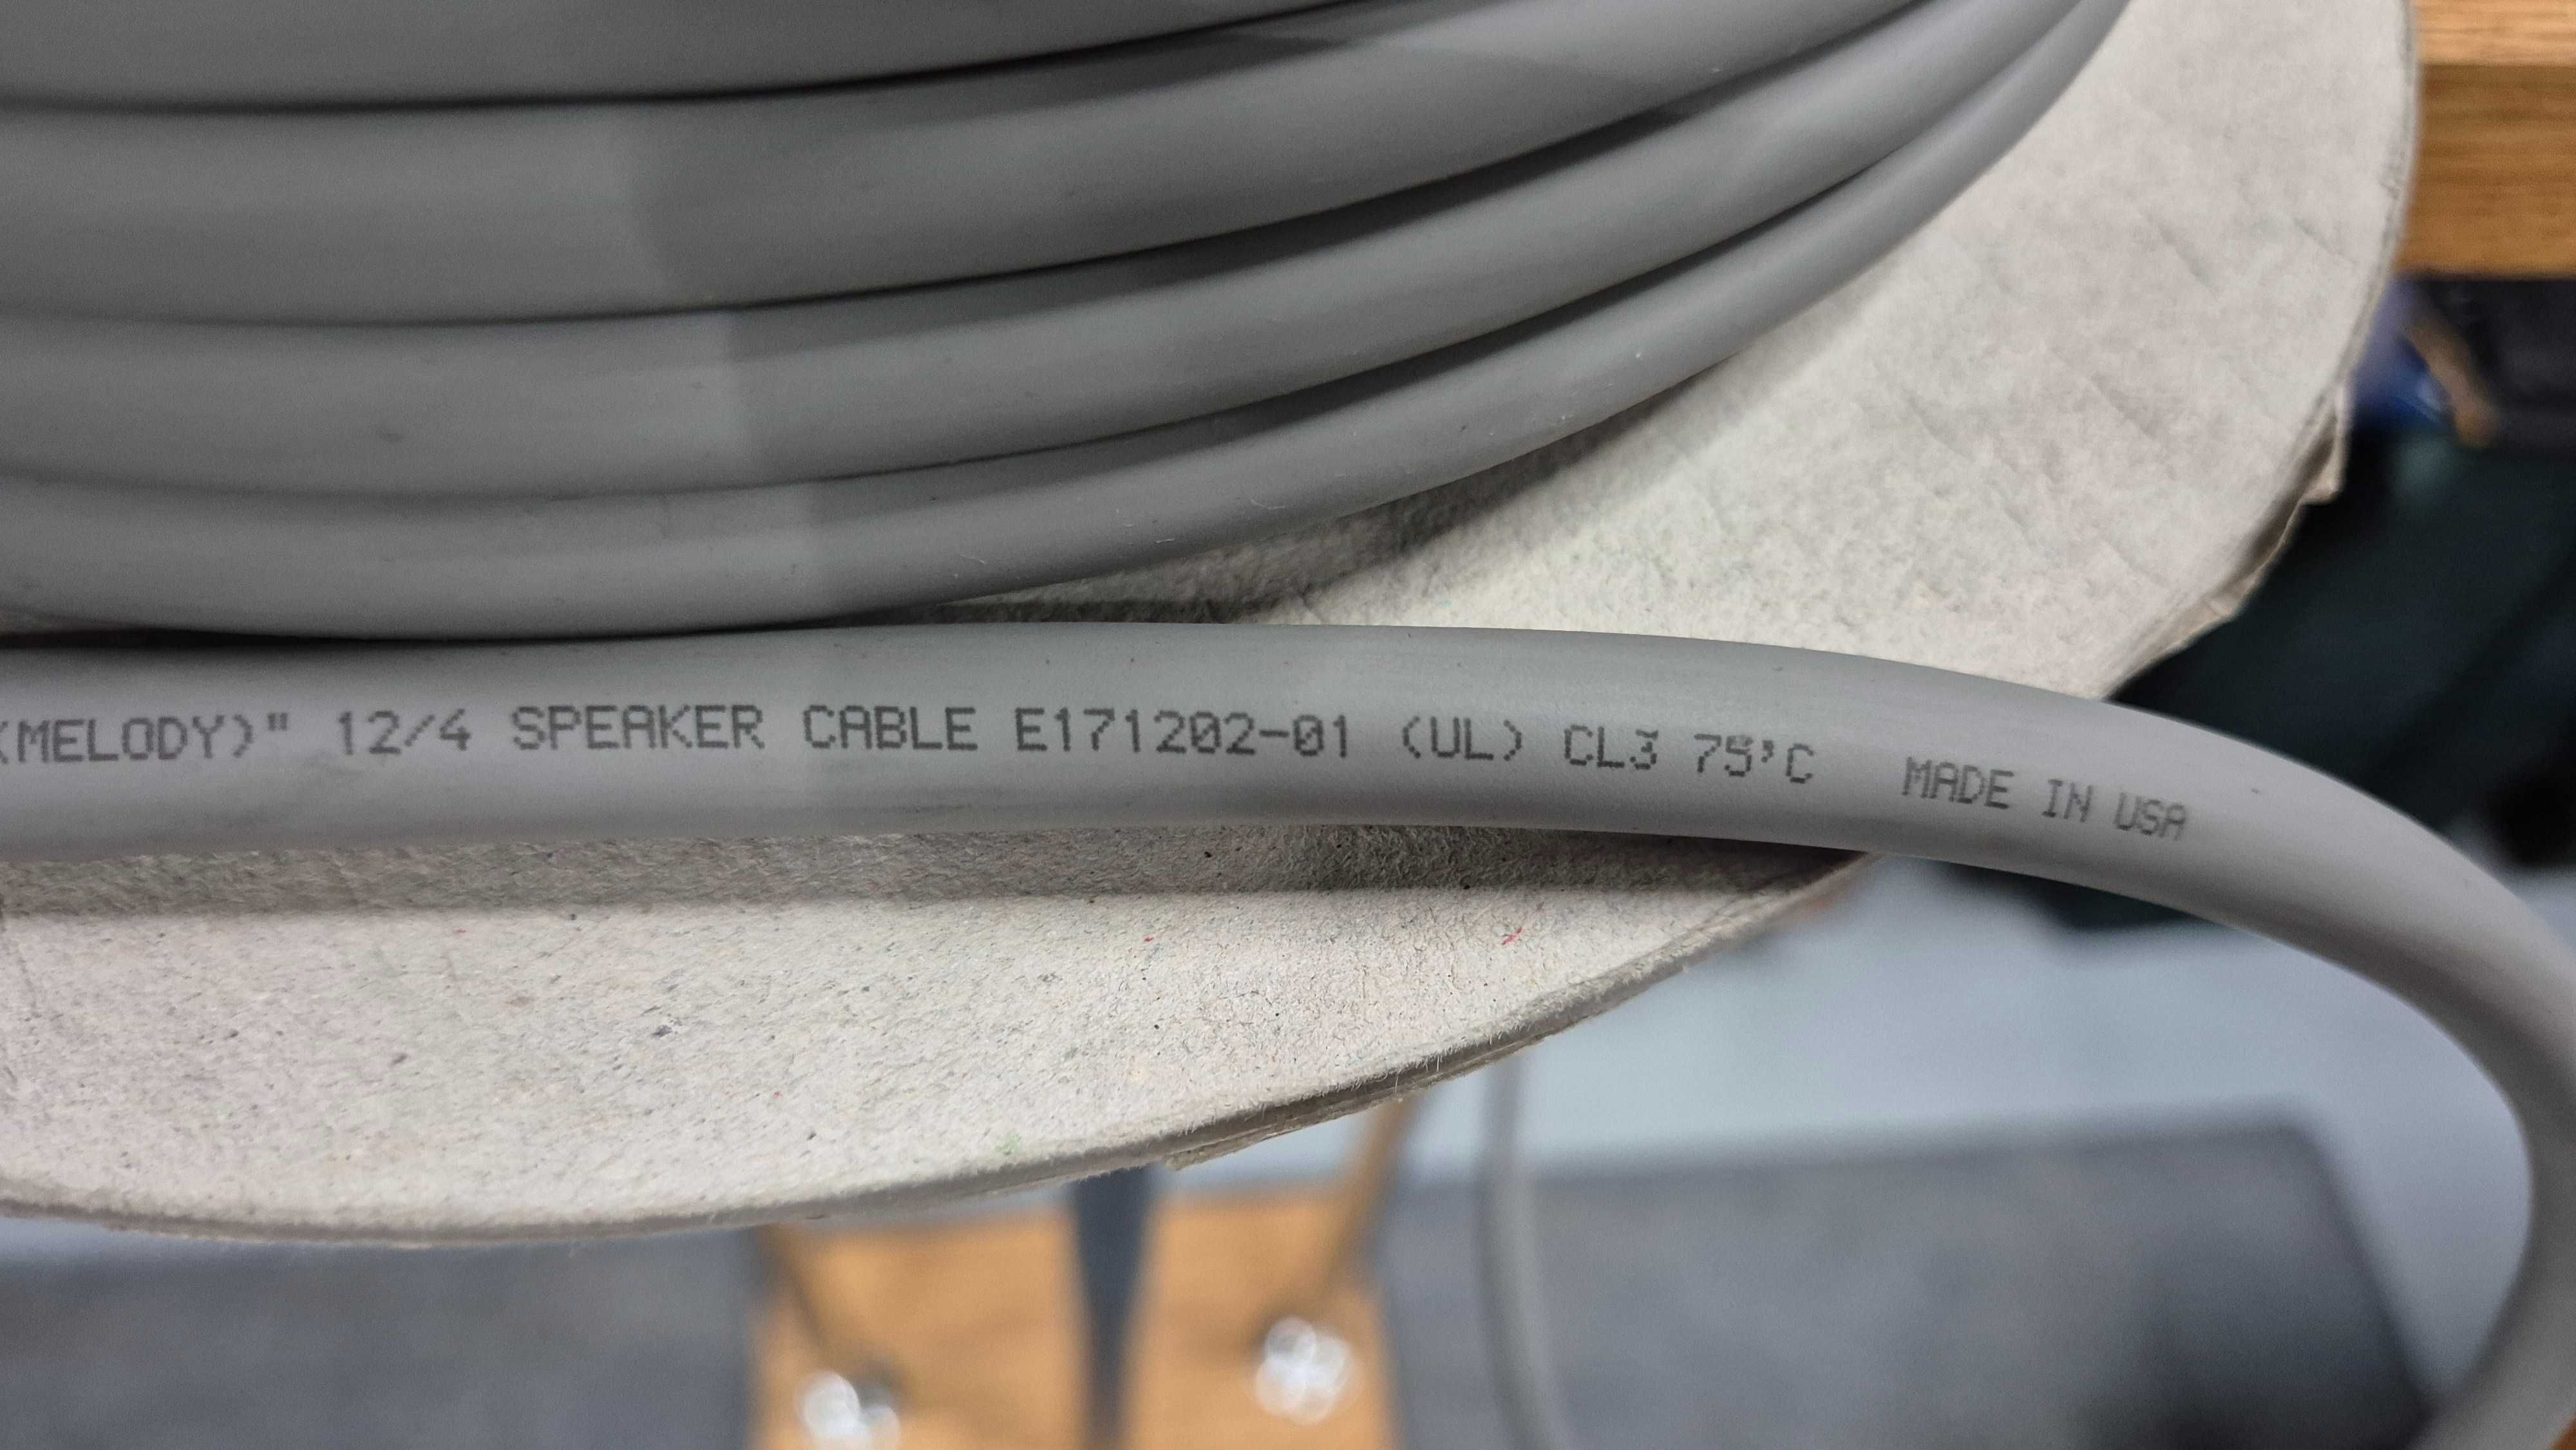 (MELODY)" 12/4 SPEAKER CABLE E171202-01 (UL) CL3 75°C MADE IN USA